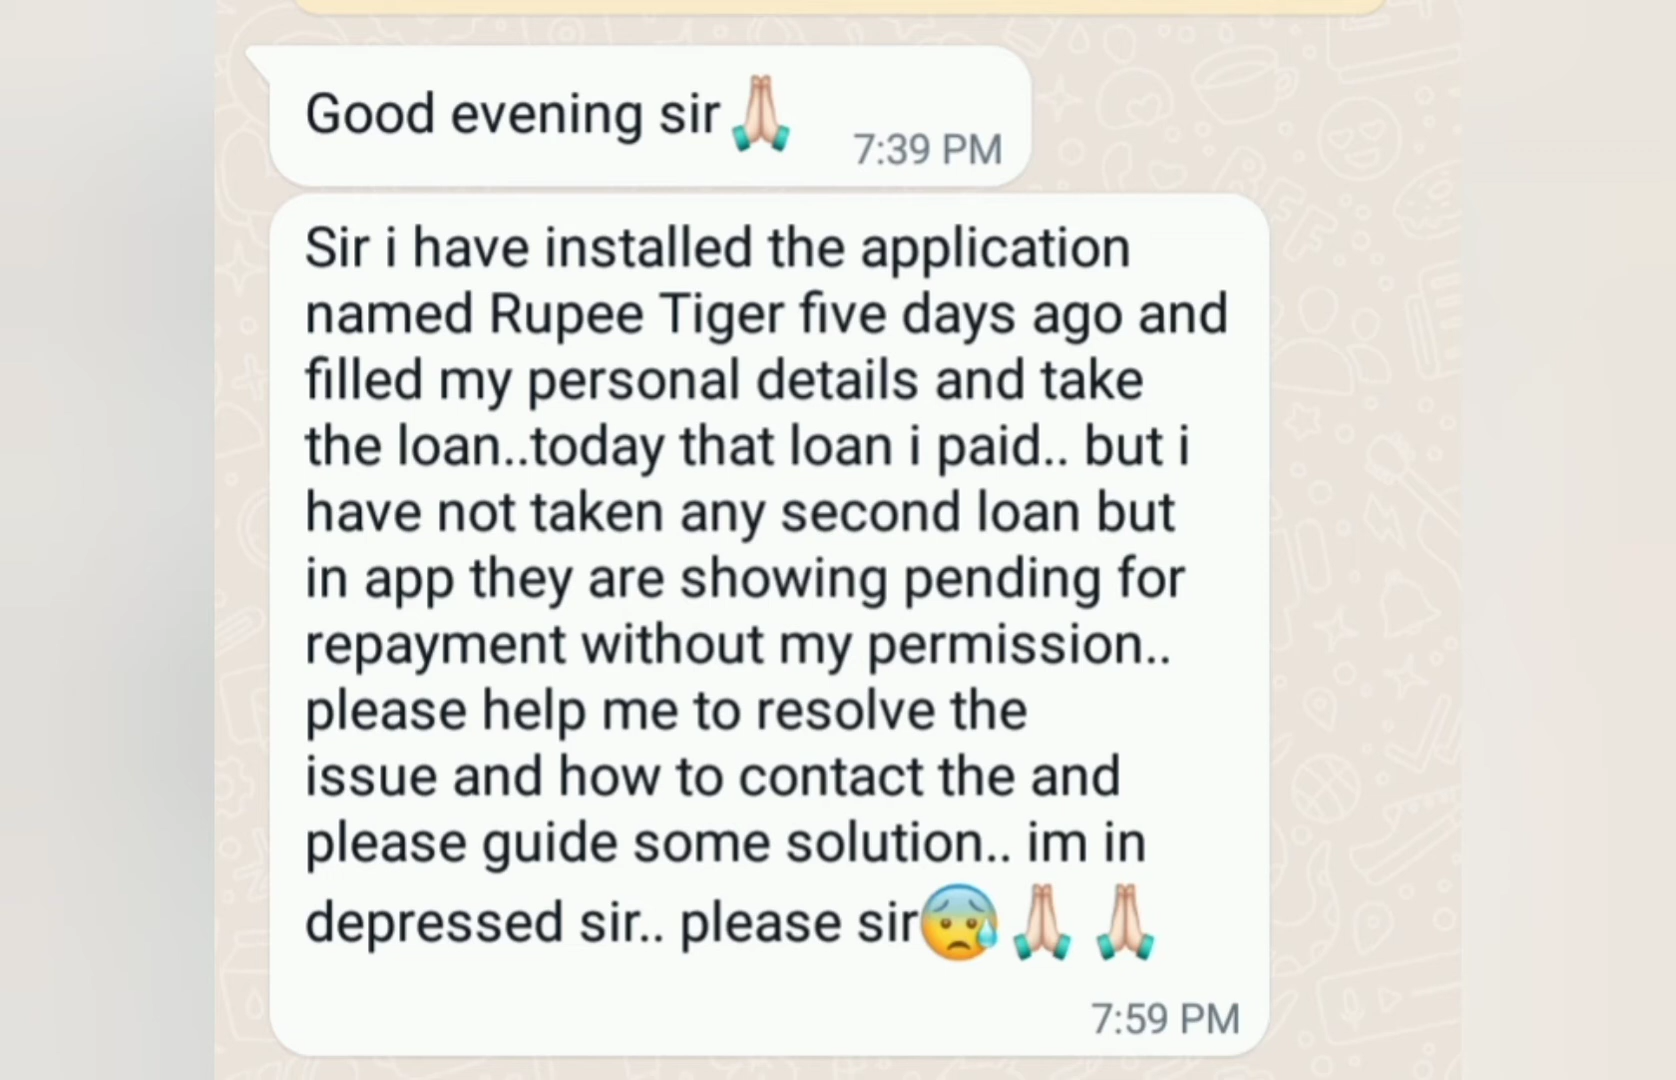 Good evening sir🙏
7:39 PM
Sir i have installed the application
named Rupee Tiger five days ago and
filled my personal details and take
the loan..today that loan i paid.. but i
have not taken any second loan but
in app they are showing pending for
repayment without my permission..
please help me to resolve the
issue and how to contact the and
please guide some solution.. im in
depressed sir.. please sir😰🙏🙏
7:59 PM